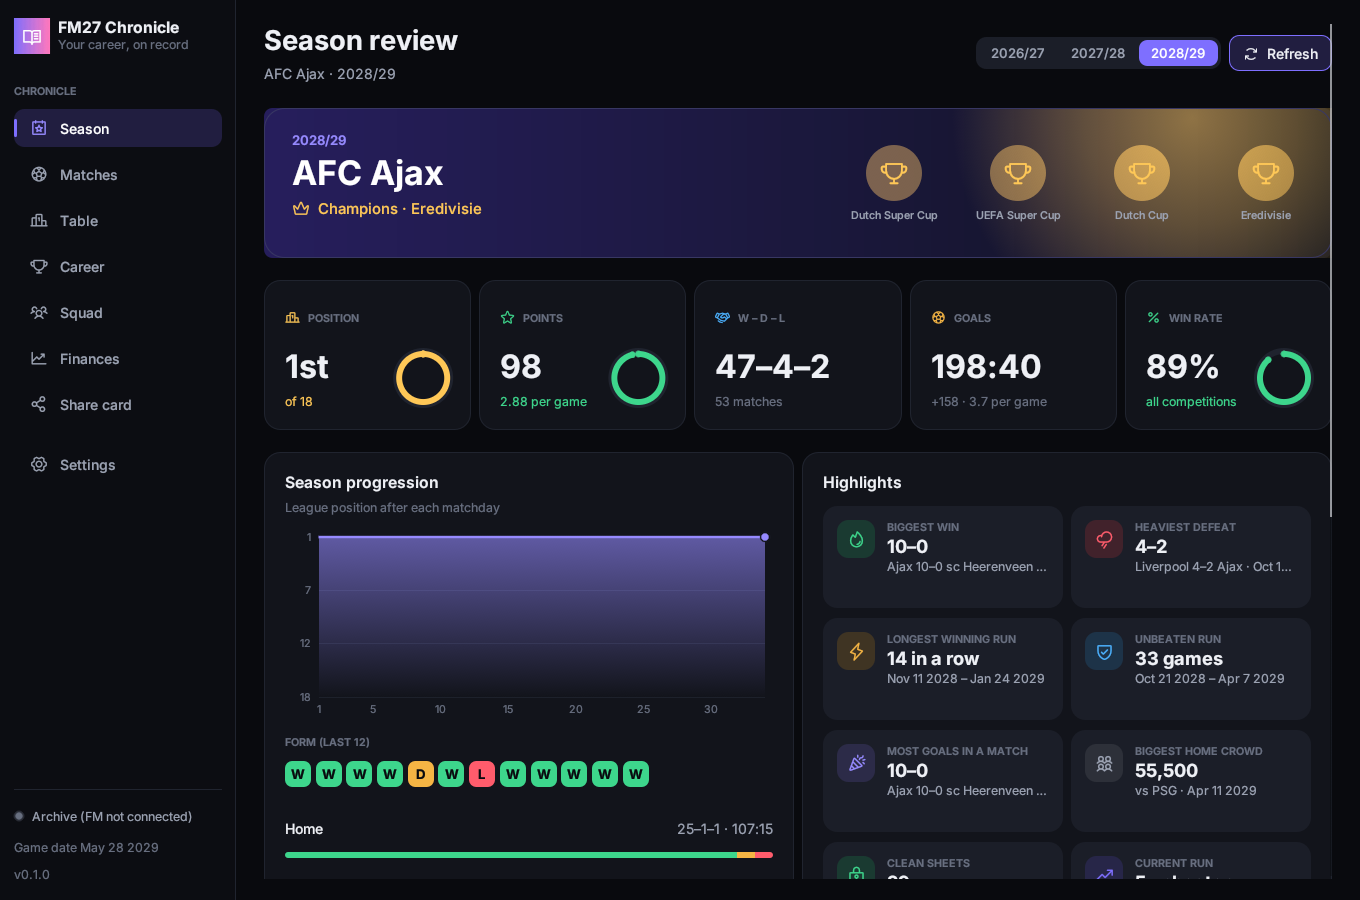 FM27 Chronicle
Your career, on record
CHRONICLE
Season
Matches
Table
Career
Squad
Finances
Share card
Settings
Archive (FM not connected)
Game date May 28 2029
v0.1.0
Season review
AFC Ajax · 2028/29
2026/27
2027/28
2028/29
Refresh
2028/29
AFC Ajax
Champions · Eredivisie
Dutch Super Cup
UEFA Super Cup
Dutch Cup
Eredivisie
POSITION
1st
of 18
POINTS
98
2.88 per game
W – D – L
47–4–2
53 matches
GOALS
198:40
+158 · 3.7 per game
WIN RATE
89%
all competitions
Season progression
League position after each matchday
1
7
12
18
1 5 10 15 20 25 30
FORM (LAST 12)
W W W W D W L W W W W W
Home 25–1–1 · 107:15
Highlights
BIGGEST WIN
10–0
Ajax 10–0 sc Heerenveen ...
HEAVIEST DEFEAT
4–2
Liverpool 4–2 Ajax · Oct 1...
LONGEST WINNING RUN
14 in a row
Nov 11 2028 – Jan 24 2029
UNBEATEN RUN
33 games
Oct 21 2028 – Apr 7 2029
MOST GOALS IN A MATCH
10–0
Ajax 10–0 sc Heerenveen ...
BIGGEST HOME CROWD
55,500
vs PSG · Apr 11 2029
CLEAN SHEETS
CURRENT RUN